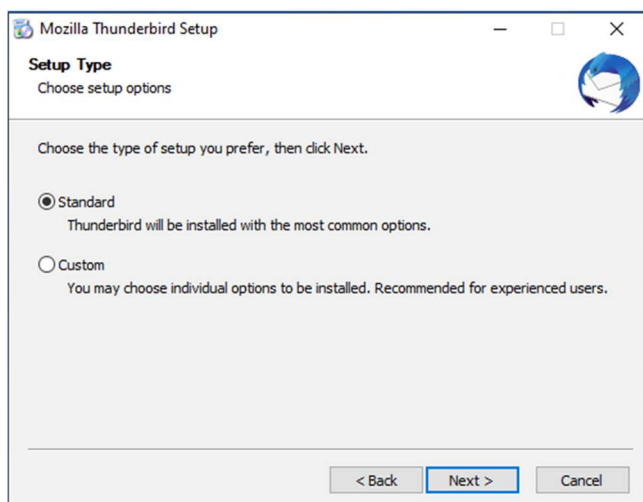 Mozilla Thunderbird Setup
Setup Type
Choose setup options
Choose the type of setup you prefer, then click Next.
Standard
Thunderbird will be installed with the most common options.
Custom
You may choose individual options to be installed. Recommended for experienced users.
< Back Next > Cancel